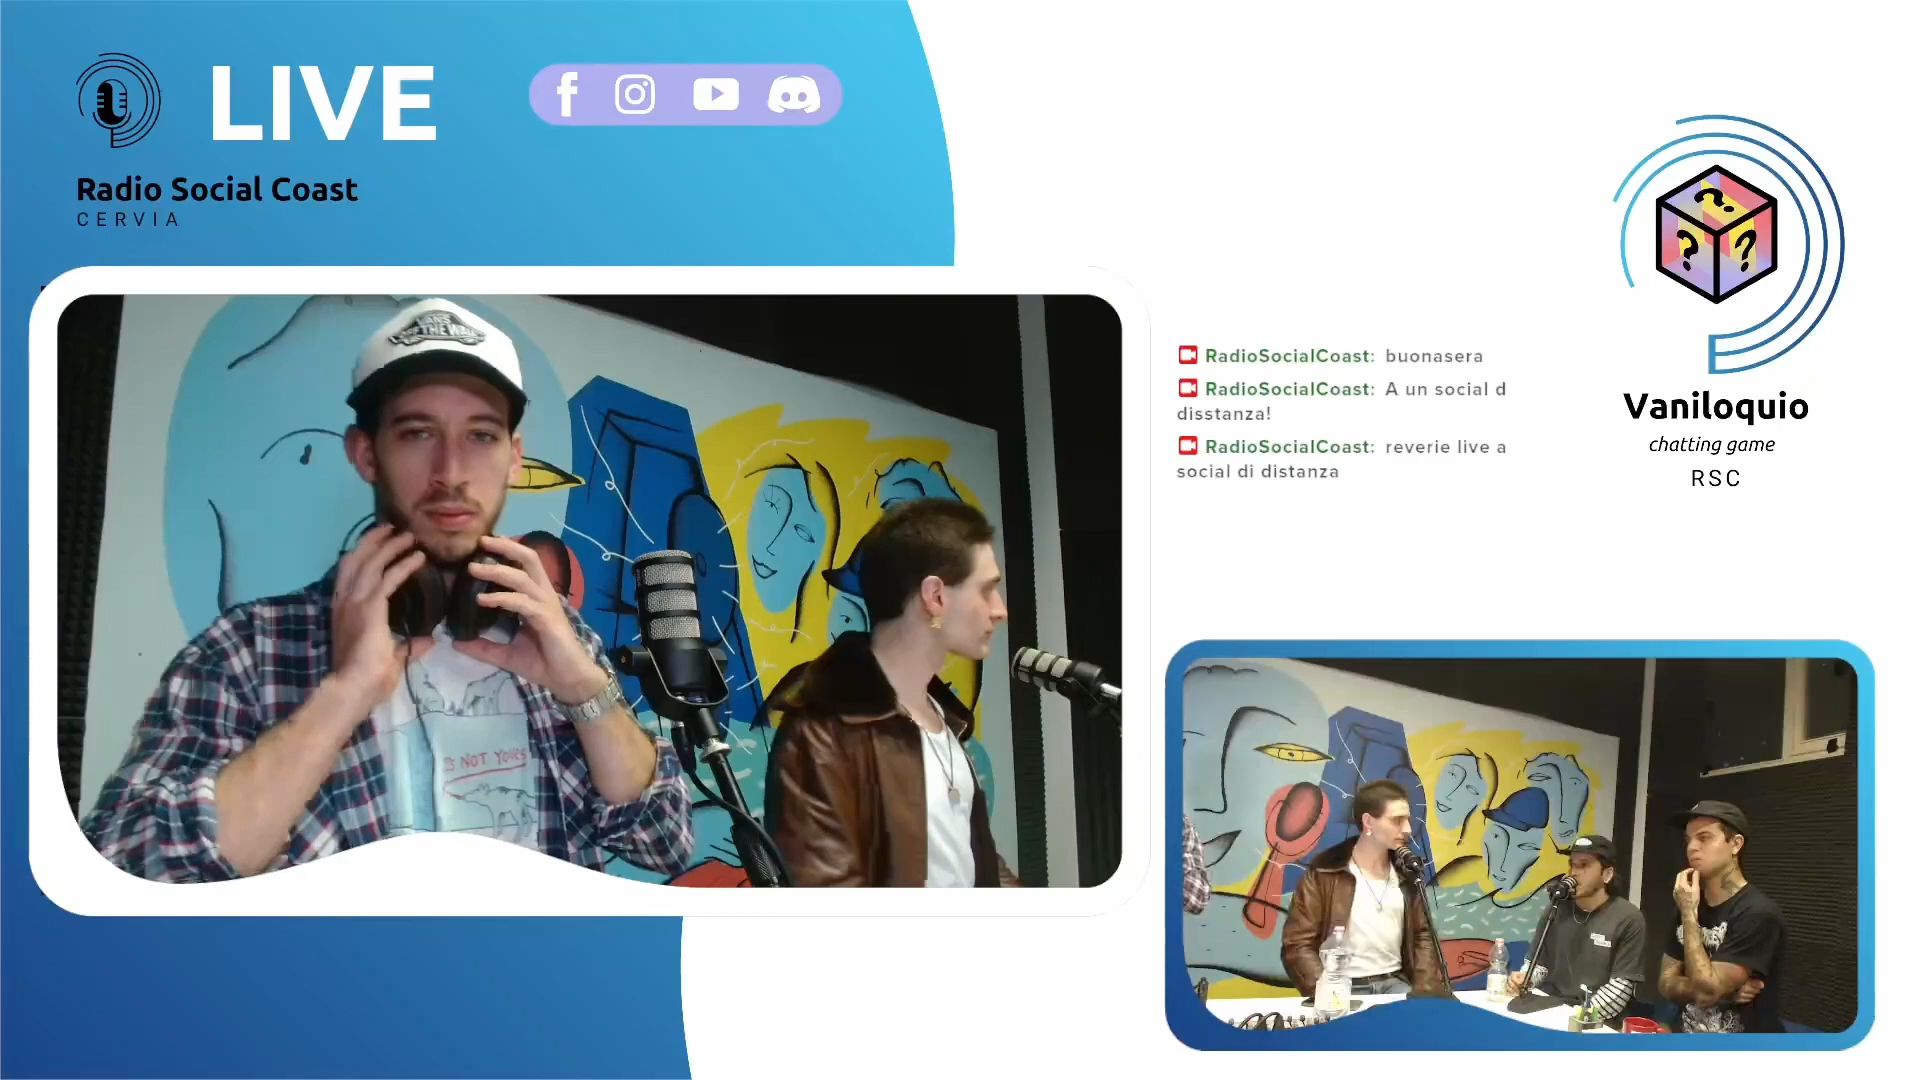 LIVE
Radio Social Coast
CERVIA
VANS
OFF THE WALL
IS NOT YOURS
RadioSocialCoast: buonasera
RadioSocialCoast: A un social d
disstanza!
RadioSocialCoast: reverie live a
social di distanza
? ? ?
Vaniloquio
chatting game
RSC